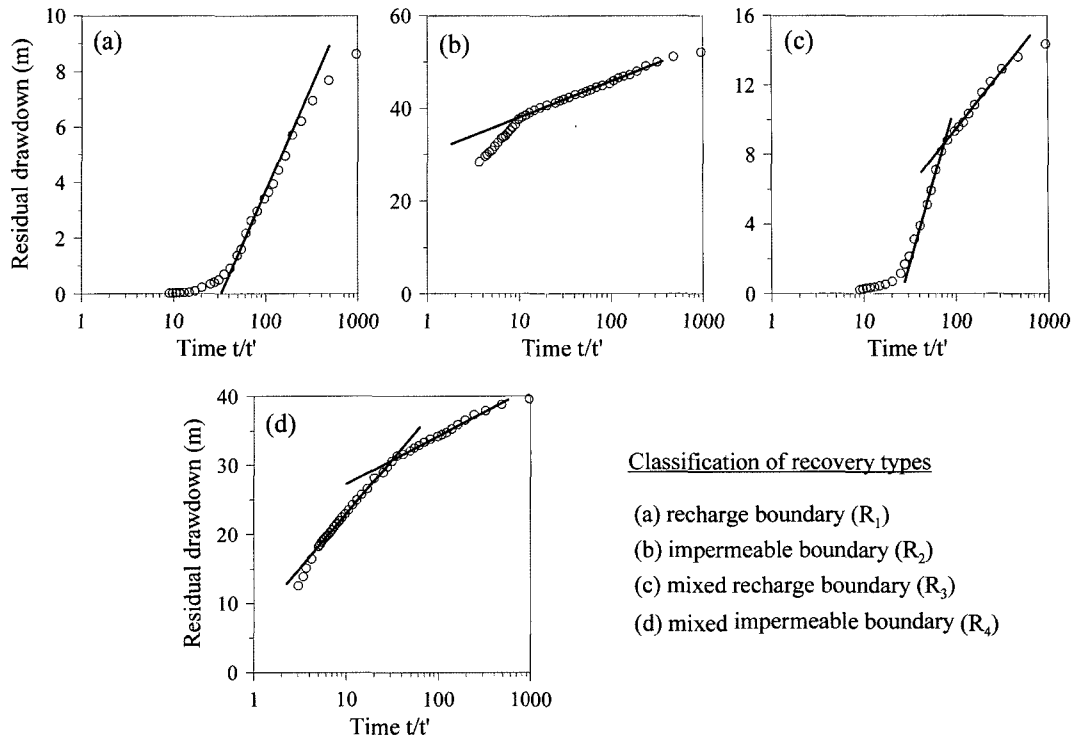 (a)
Residual drawdown (m)
10
8
6
4
2
0
1
10
100
1000
Time t/t'
(b)
60
40
20
0
1
10
100
1000
Time t/t'
(c)
16
12
8
4
0
1
10
100
1000
Time t/t'
(d)
Residual drawdown (m)
40
30
20
10
0
1
10
100
1000
Time t/t'
Classification of recovery types
(a) recharge boundary (R₁)
(b) impermeable boundary (R₂)
(c) mixed recharge boundary (R₃)
(d) mixed impermeable boundary (R₄)